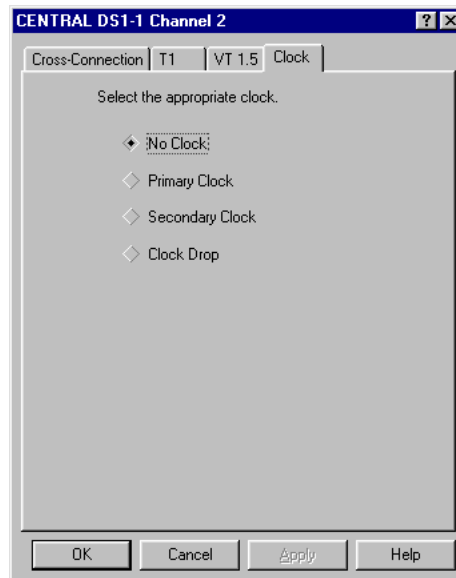 CENTRAL DS1-1 Channel 2
Cross-Connection T1 VT 1.5 Clock
Select the appropriate clock.
No Clock
Primary Clock
Secondary Clock
Clock Drop
OK Cancel Apply Help